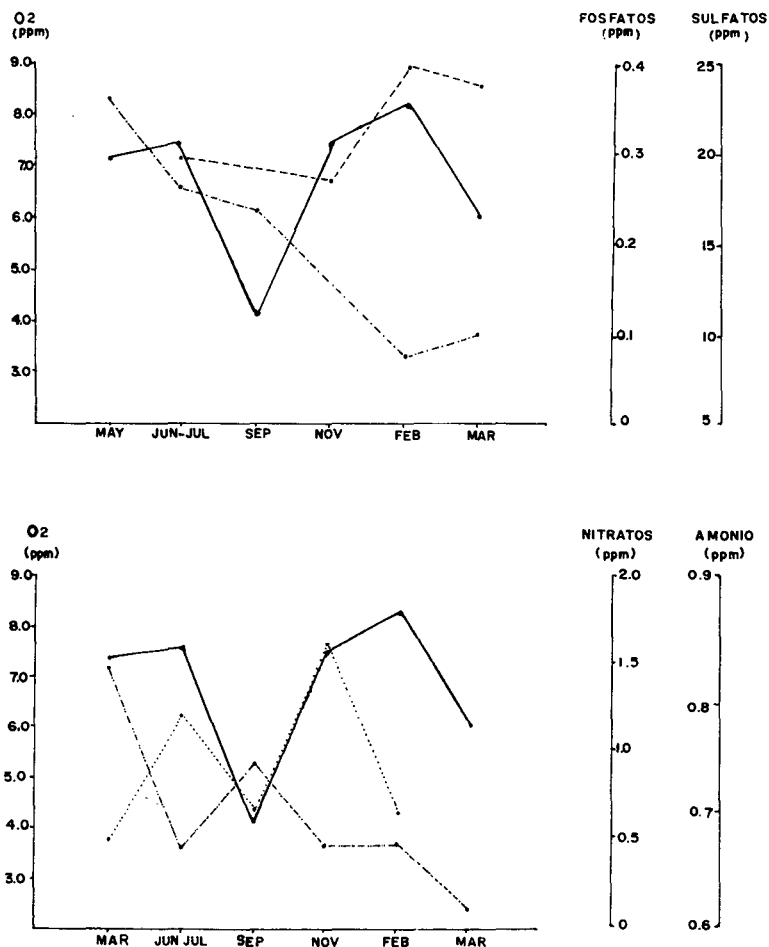 O2 FOSFATOS SULFATOS
(ppm) (ppm) (ppm)
9.0 0.4 25
8.0
7.0 0.3 20
6.0
5.0 0.2 15
4.0 0.1 10
3.0
0 5
MAY JUN-JUL SEP NOV FEB MAR
O2 NITRATOS AMONIO
(ppm) (ppm) (ppm)
9.0 2.0 0.9
8.0
7.0 1.5
6.0 1.0 0.8
5.0
4.0 0.5 0.7
3.0
0 0.6
MAR JUN JUL SEP NOV FEB MAR